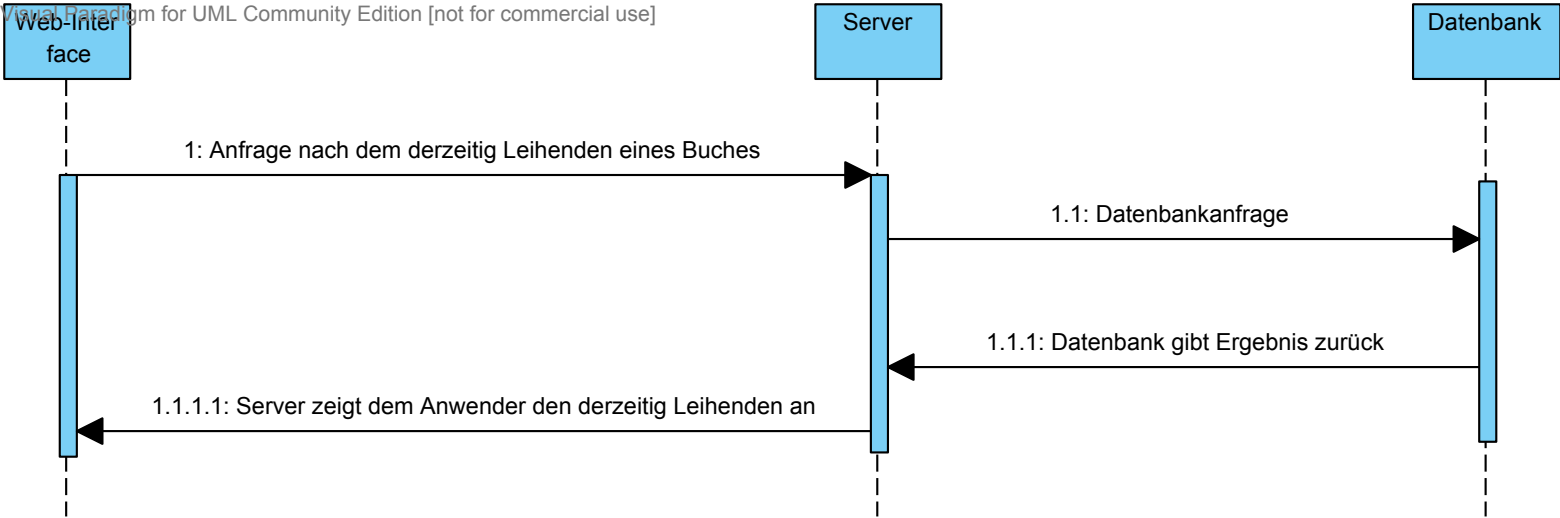 Visual Paradigm for UML Community Edition [not for commercial use]
Web-Inter
face
Server
Datenbank
1: Anfrage nach dem derzeitig Leihenden eines Buches
1.1: Datenbankanfrage
1.1.1: Datenbank gibt Ergebnis zurück
1.1.1.1: Server zeigt dem Anwender den derzeitig Leihenden an